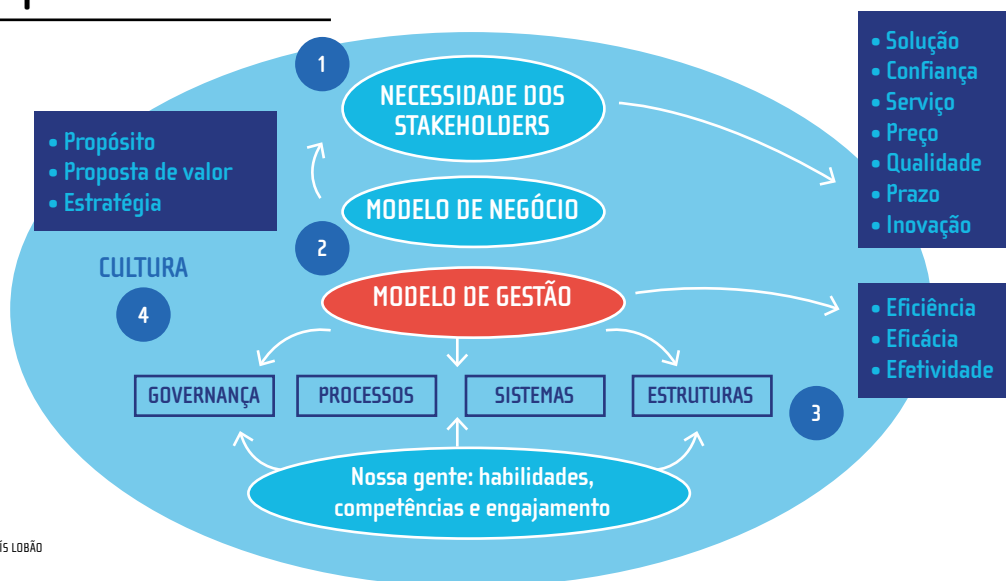 1
NECESSIDADE DOS
STAKEHOLDERS
• Solução
• Confiança
• Serviço
• Preço
• Qualidade
• Prazo
• Inovação
• Propósito
• Proposta de valor
• Estratégia
MODELO DE NEGÓCIO
2
CULTURA
4
MODELO DE GESTÃO
• Eficiência
• Eficácia
• Efetividade
GOVERNANÇA
PROCESSOS
SISTEMAS
ESTRUTURAS
3
Nossa gente: habilidades,
competências e engajamento
LOBÃO